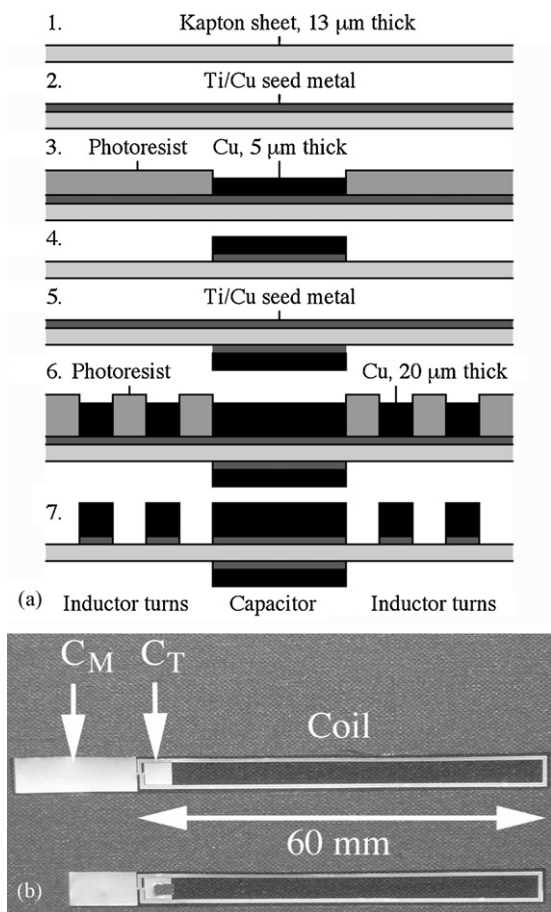 1. Kapton sheet, 13 μm thick
2. Ti/Cu seed metal
3. Photoresist Cu, 5 μm thick
4.
5. Ti/Cu seed metal
6. Photoresist Cu, 20 μm thick
7.
(a) Inductor turns Capacitor Inductor turns
C_M C_T
Coil
60 mm
(b)